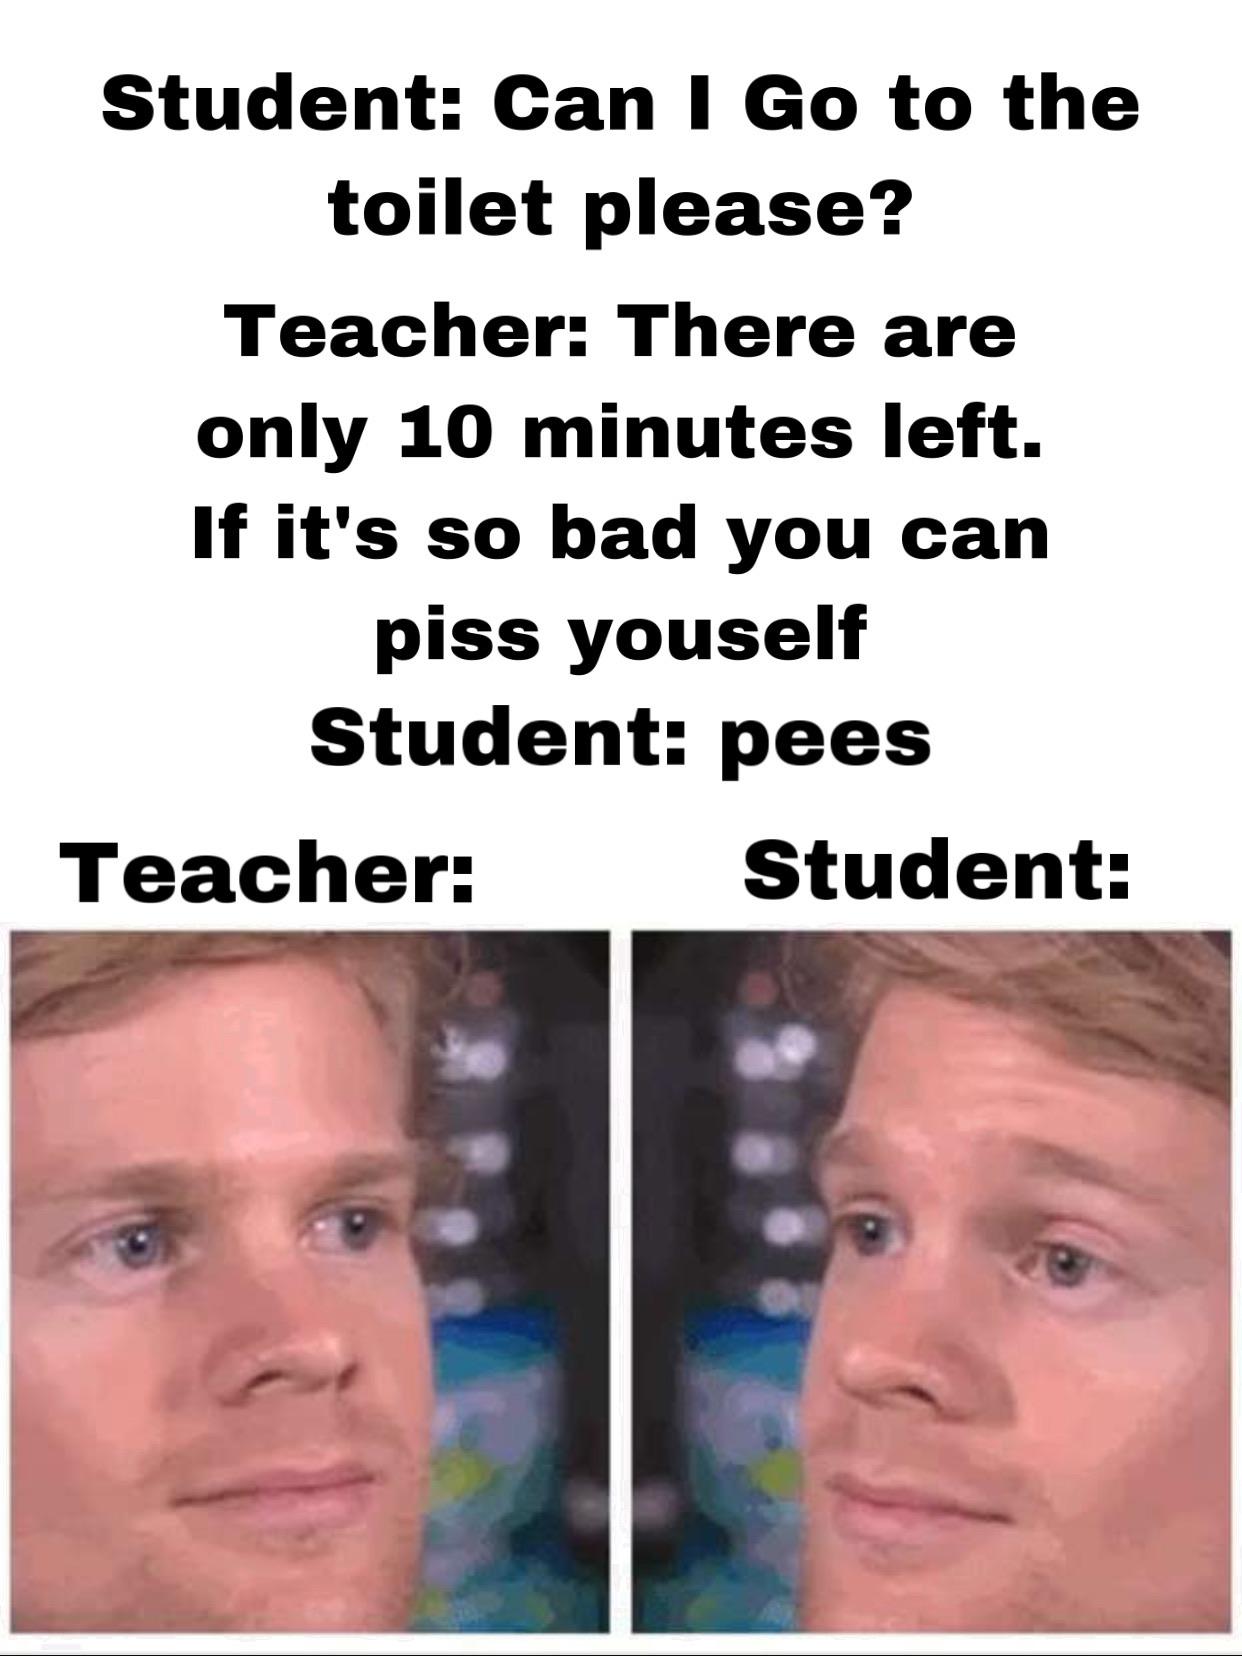 Student: Can I Go to the
toilet please?
Teacher: There are
only 10 minutes left.
If it's so bad you can
piss youself
Student: pees
Teacher:
Student: